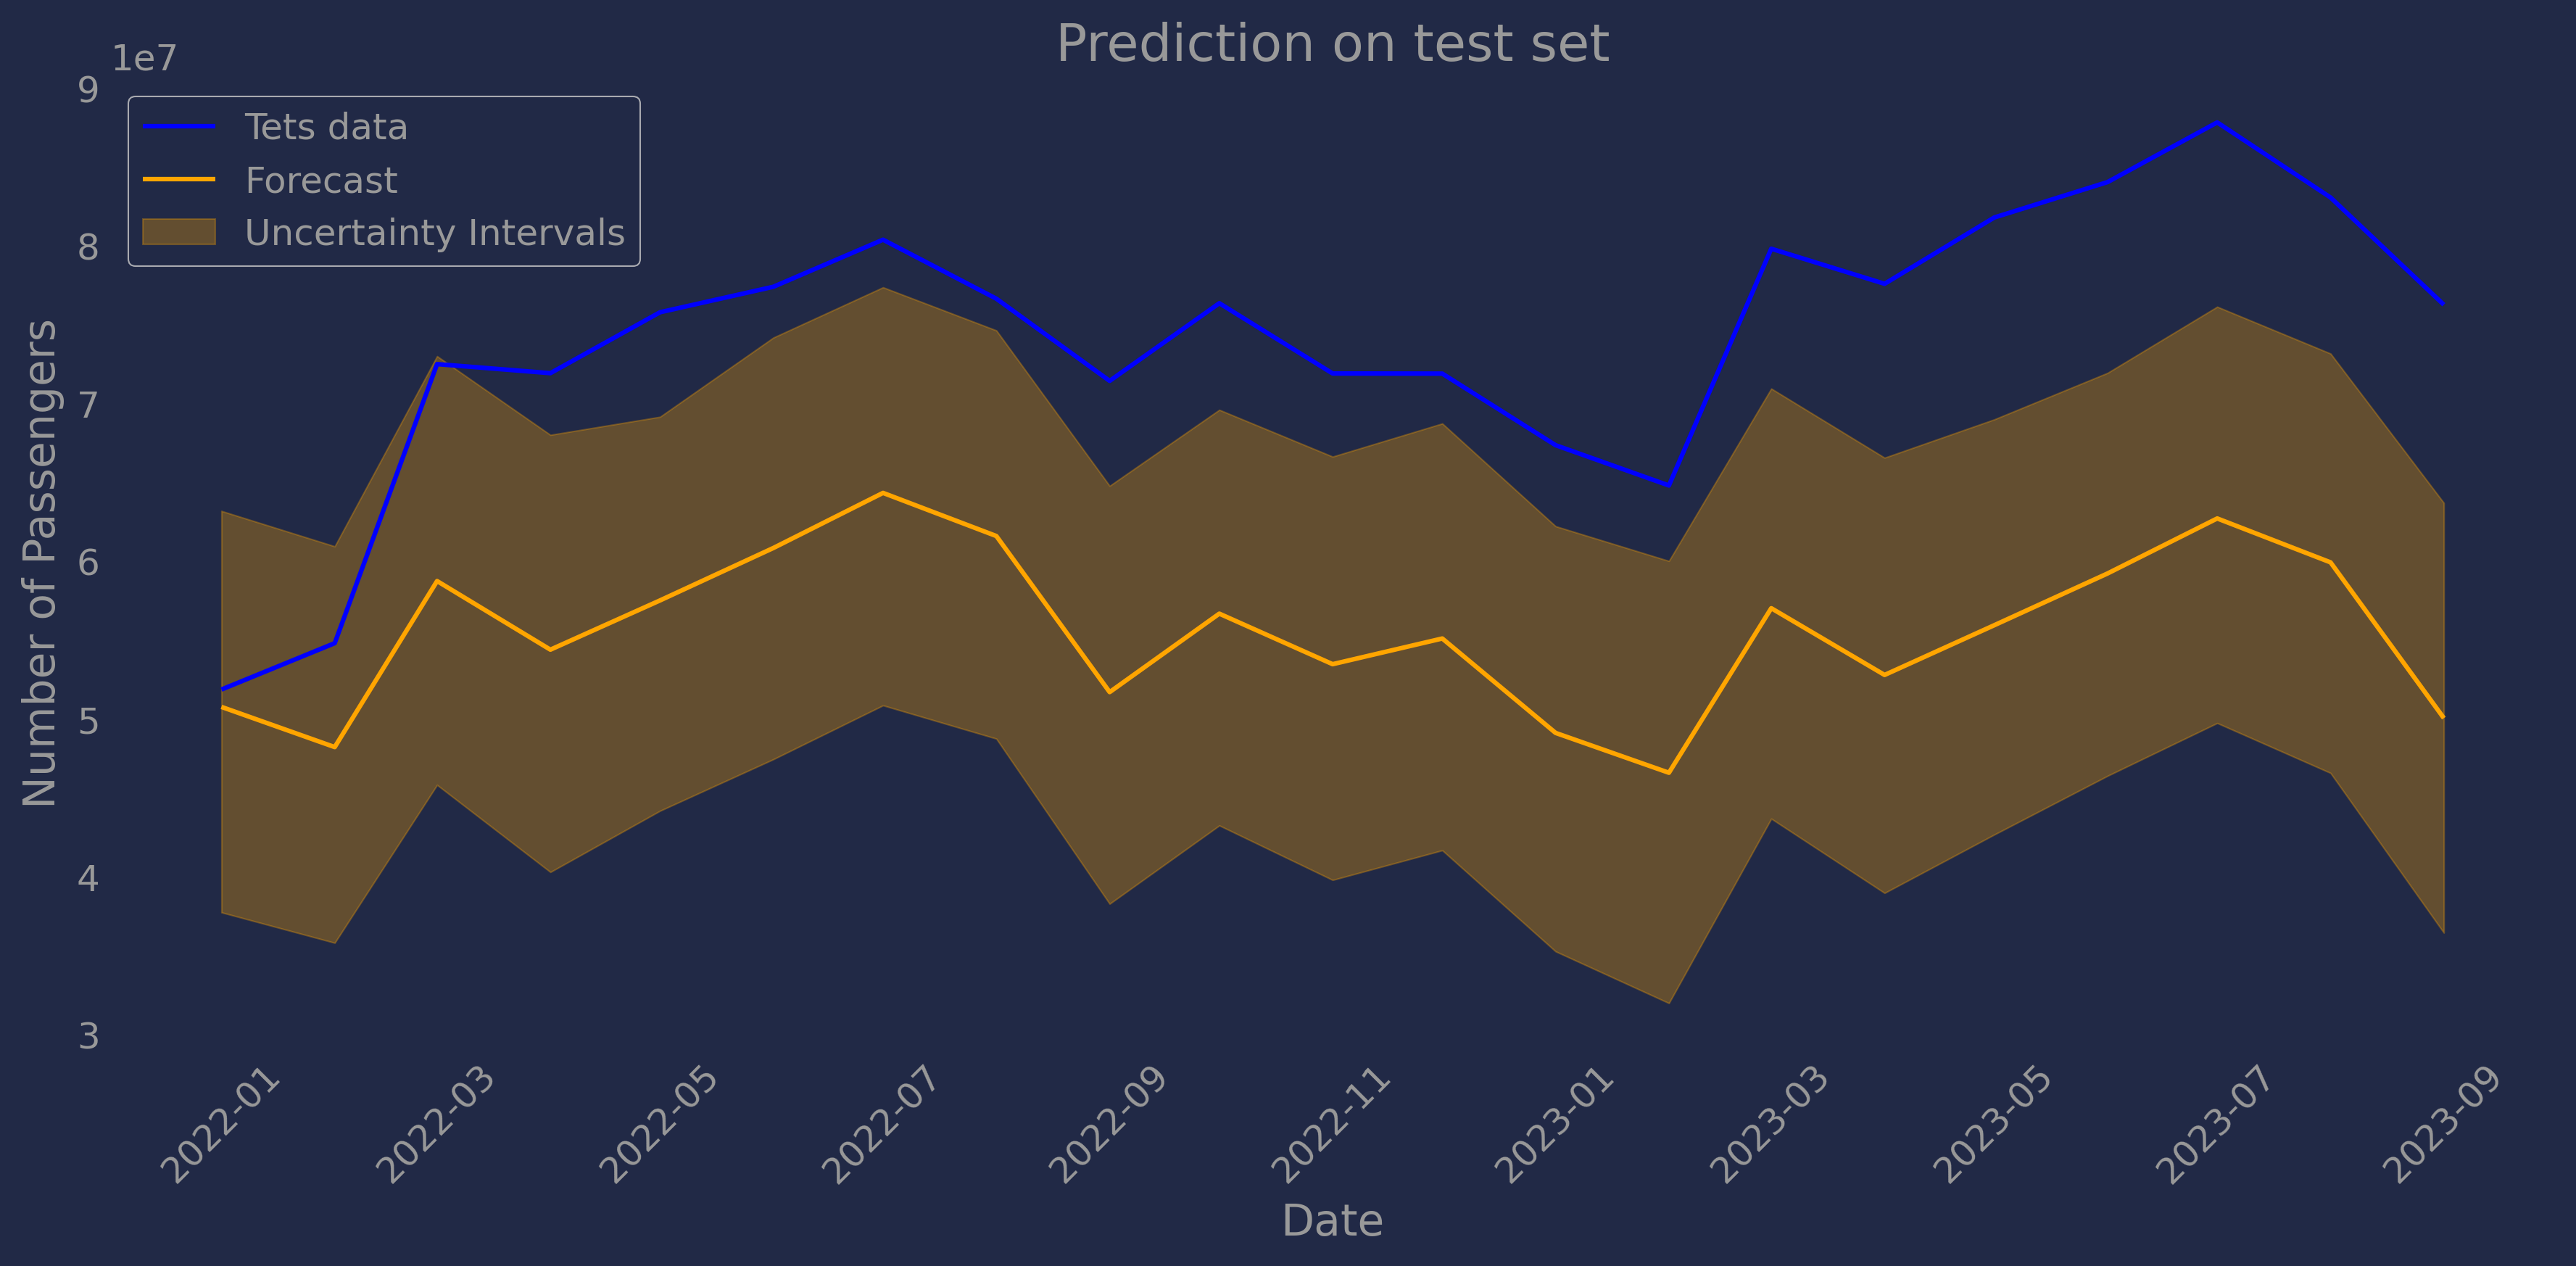 Prediction on test set
1e7
9
8
7
6
5
4
3
Number of Passengers
Tets data
Forecast
Uncertainty Intervals
2022-01
2022-03
2022-05
2022-07
2022-09
2022-11
2023-01
2023-03
2023-05
2023-07
2023-09
Date